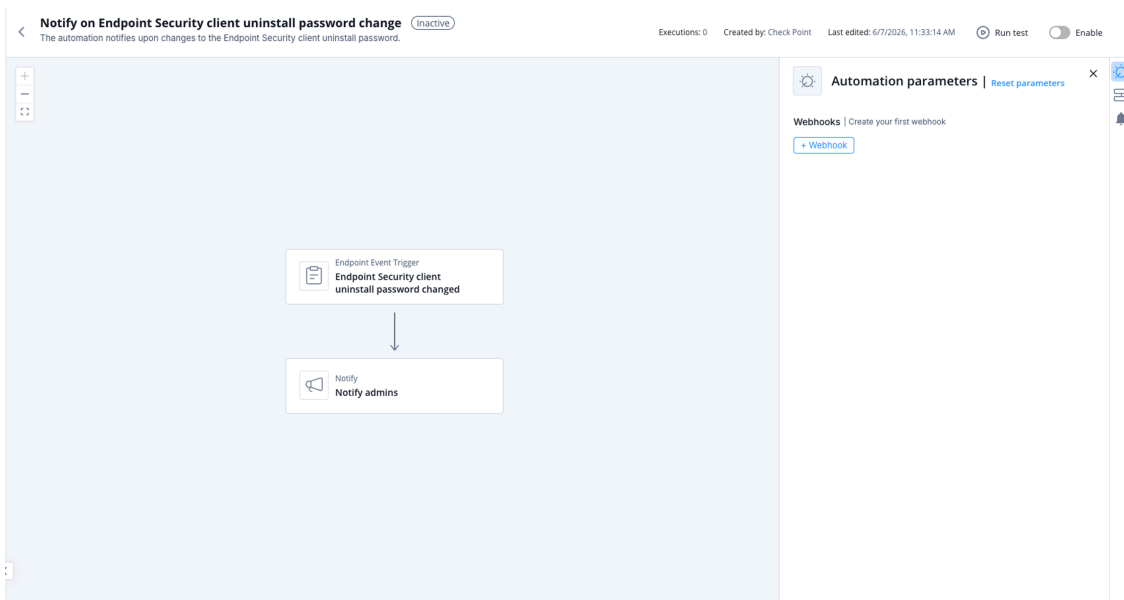 Notify on Endpoint Security client uninstall password change Inactive
The automation notifies upon changes to the Endpoint Security client uninstall password.
Executions: 0 Created by: Check Point Last edited: 6/7/2026, 11:33:14 AM Run test Enable
Automation parameters | Reset parameters
Webhooks | Create your first webhook
+ Webhook
Endpoint Event Trigger
Endpoint Security client
uninstall password changed
Notify
Notify admins